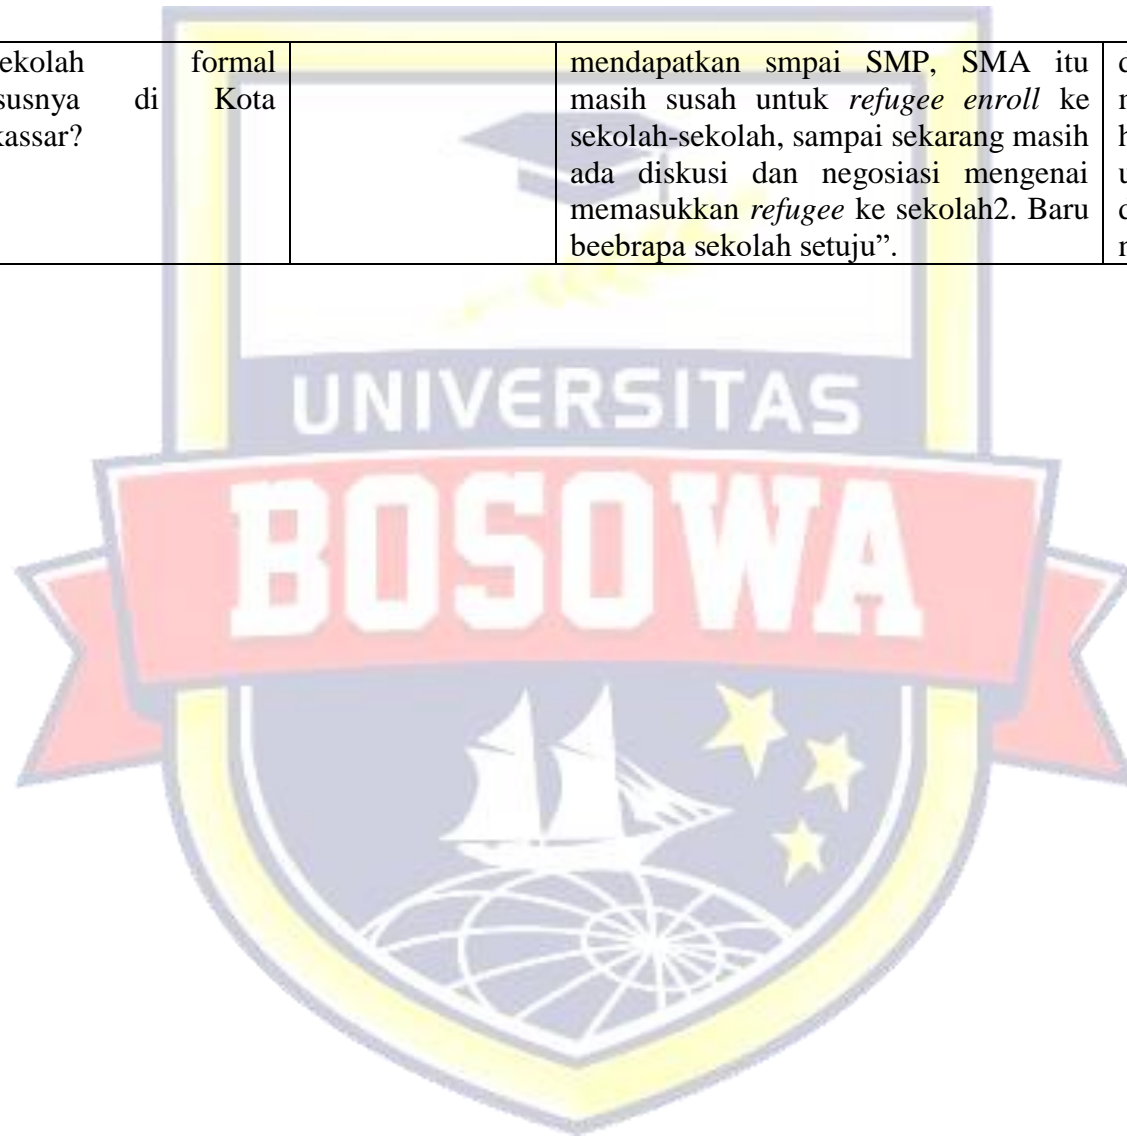 ekolah formal
susnya di Kota
kassar?
mendapatkan smpai SMP, SMA itu
masih susah untuk refugee enroll ke
sekolah-sekolah, sampai sekarang masih
ada diskusi dan negosiasi mengenai
memasukkan refugee ke sekolah2. Baru
beebrapa sekolah setuju”.
UNIVERSITAS
BOSOWA